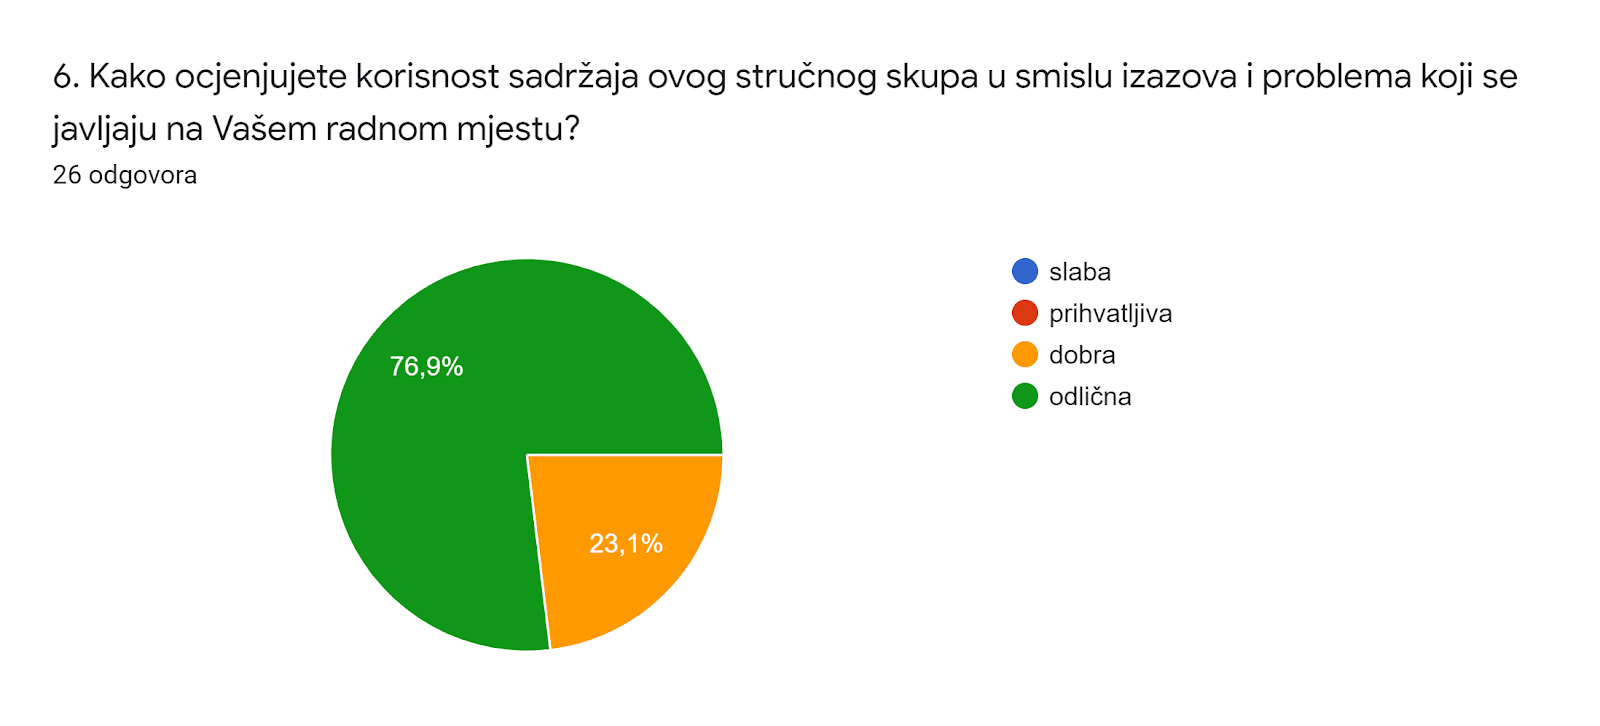 6. Kako ocjenjujete korisnost sadržaja ovog stručnog skupa u smislu izazova i problema koji se
javljaju na Vašem radnom mjestu?
26 odgovora
slaba
prihvatljiva
dobra
odlična
76,9%
23,1%